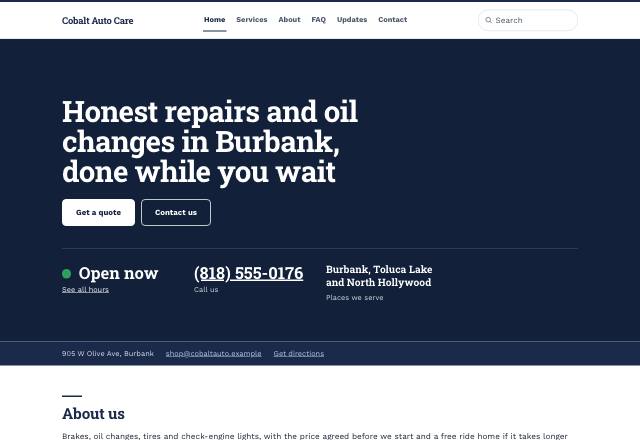 Cobalt Auto Care
Home Services About FAQ Updates Contact
Search
Honest repairs and oil
changes in Burbank,
done while you wait
Get a quote
Contact us
Open now
See all hours
(818) 555-0176
Call us
Burbank, Toluca Lake
and North Hollywood
Places we serve
905 W Olive Ave, Burbank
shop@cobaltauto.example
Get directions
About us
Brakes, oil changes, tires and check-engine lights, with the price agreed before we start and a free ride home if it takes longer